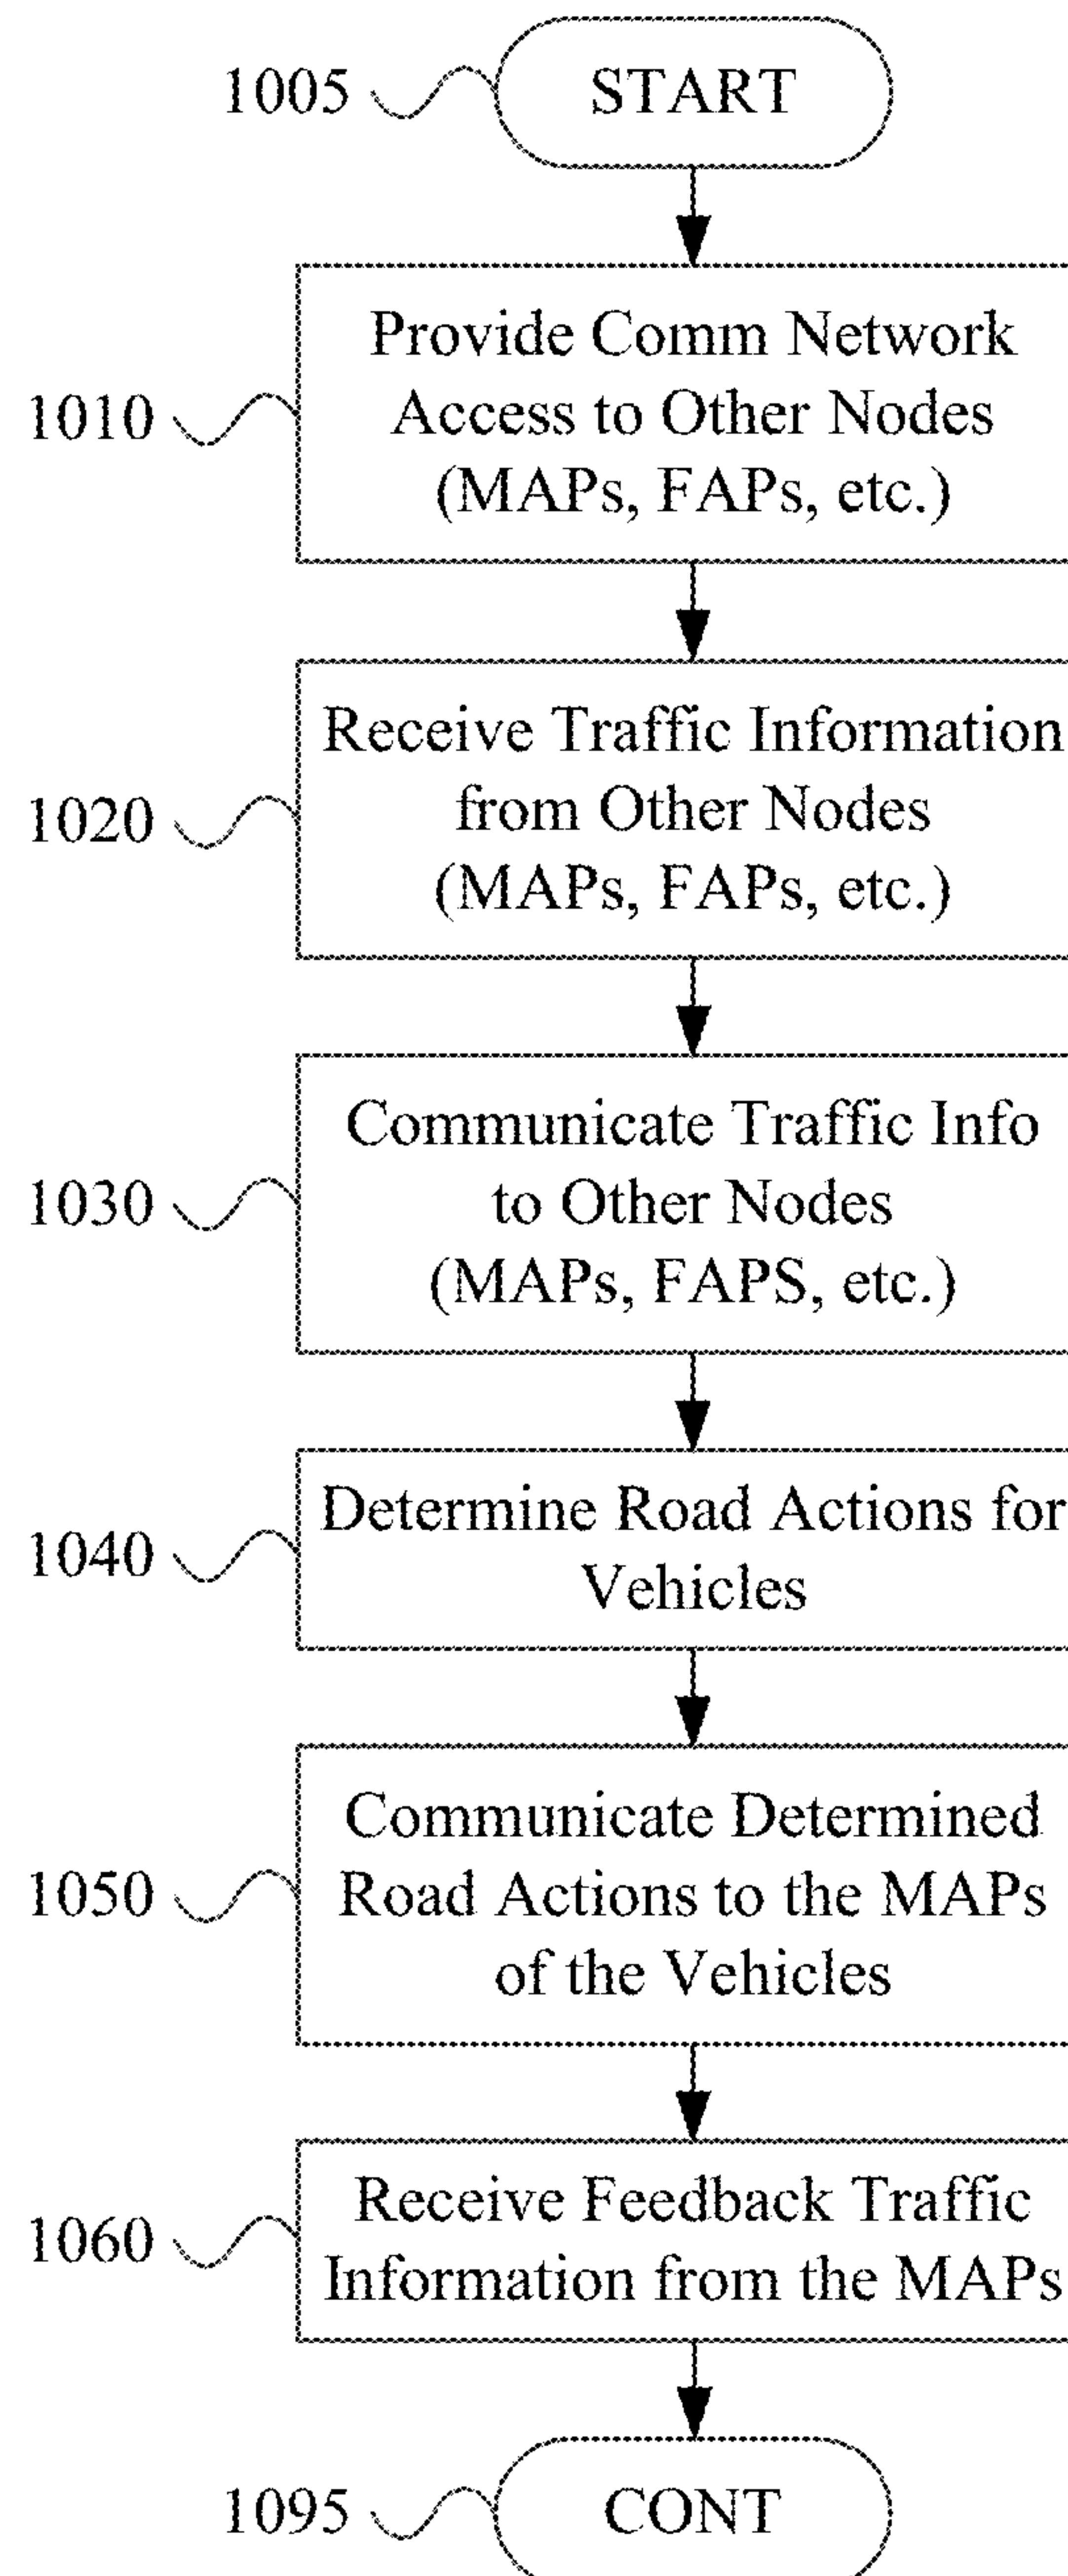 1005
START
1010
Provide Comm Network
Access to Other Nodes
(MAPs, FAPs, etc.)
1020
Receive Traffic Information
from Other Nodes
(MAPs, FAPs, etc.)
1030
Communicate Traffic Info
to Other Nodes
(MAPs, FAPS, etc.)
1040
Determine Road Actions for
Vehicles
1050
Communicate Determined
Road Actions to the MAPs
of the Vehicles
1060
Receive Feedback Traffic
Information from the MAPs
1095
CONT